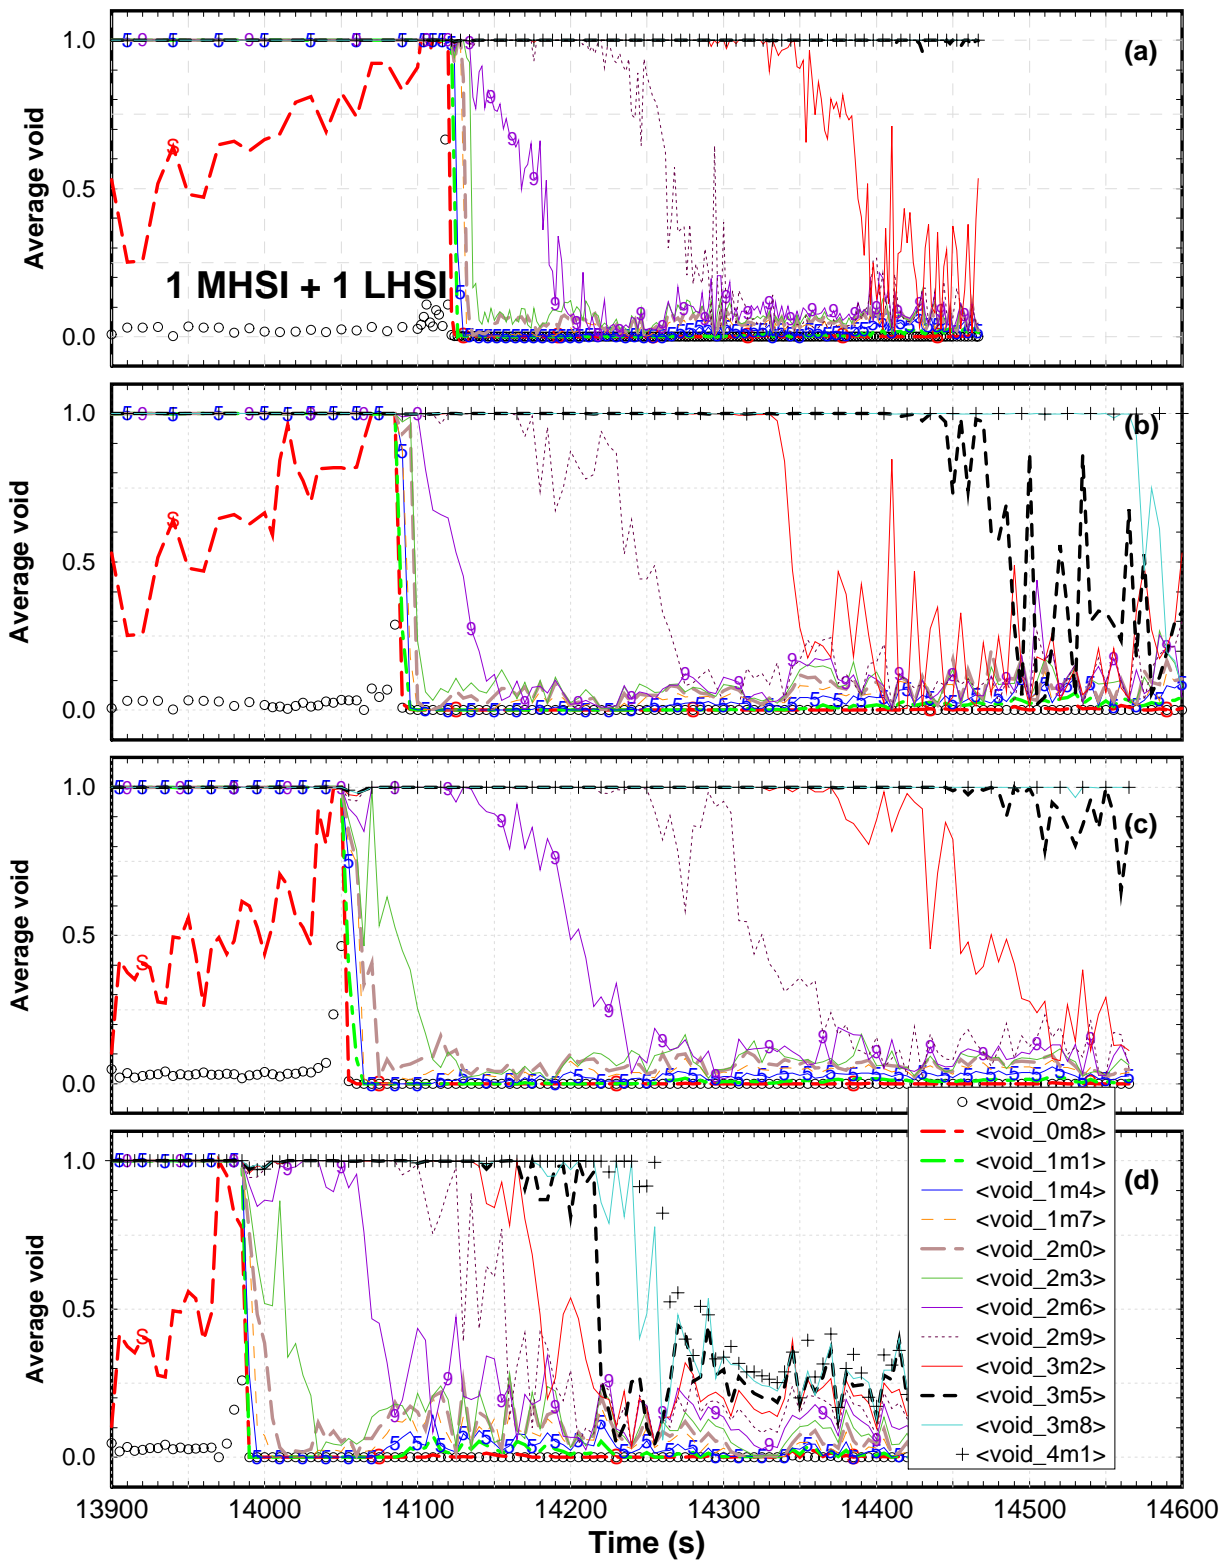 1.0
(a)
Average void
0.5
1 MHSI + 1 LHSI
0.0
1.0
(b)
Average void
0.5
0.0
1.0
(c)
Average void
0.5
0.0
1.0
(d)
Average void
0.5
0.0
<void_0m2>
<void_0m8>
<void_1m1>
<void_1m4>
<void_1m7>
<void_2m0>
<void_2m3>
<void_2m6>
<void_2m9>
<void_3m2>
<void_3m5>
<void_3m8>
<void_4m1>
13900 14000 14100 14200 14300 14400 14500 14600
Time (s)